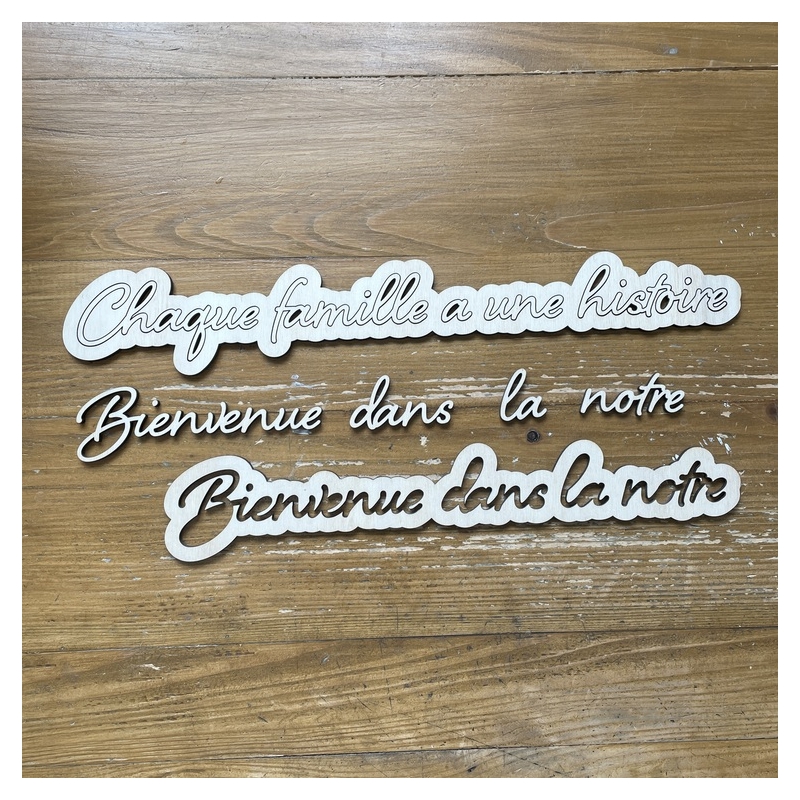 Chaque famille a une histoire
Bienvenue dans la notre
Bienvenue dans la notre